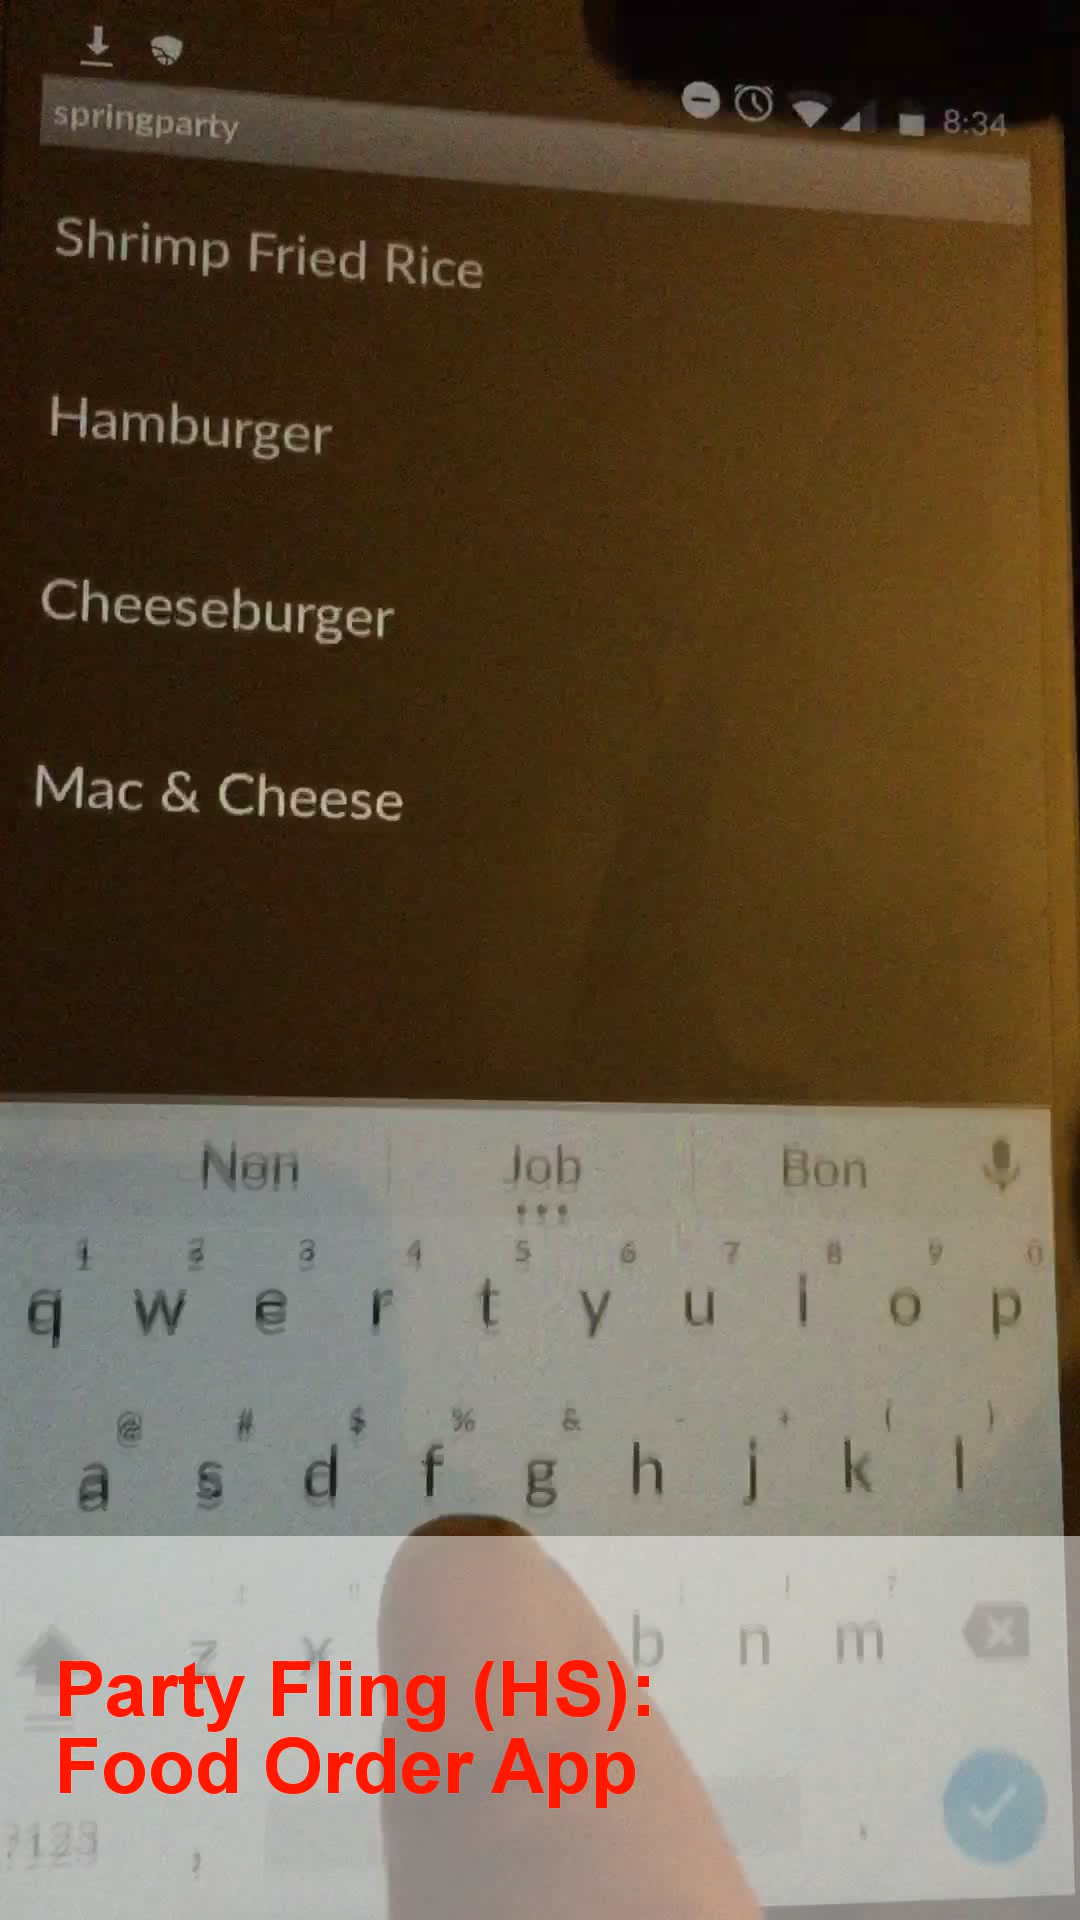 8:34
springparty
Shrimp Fried Rice
Hamburger
Cheeseburger
Mac & Cheese
Non Job Bon
1 2 3 4 5 6 7 8 9 0
q w e r t y u i o p
@ # $ % & - + ( )
a s d f g h j k l
! ?
z x b n m
Party Fling (HS):
Food Order App
?123 , .